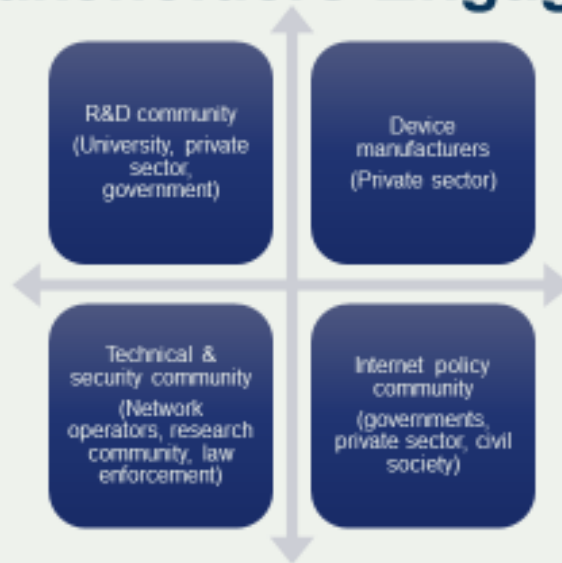 R&D community
(University, private
sector,
government)
Device
manufacturers
(Private sector)
Technical &
security community
(Network
operators, research
community, law
enforcement)
Internet policy
community
(governments,
private sector, civil
society)